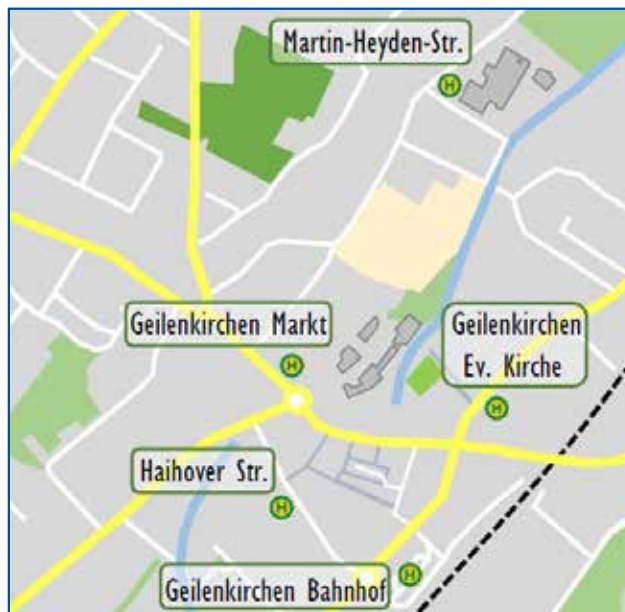 Martin-Heyden-Str.
H
Geilenkirchen Markt
H
Geilenkirchen
Ev. Kirche
H
Haihover Str.
H
Geilenkirchen Bahnhof
H